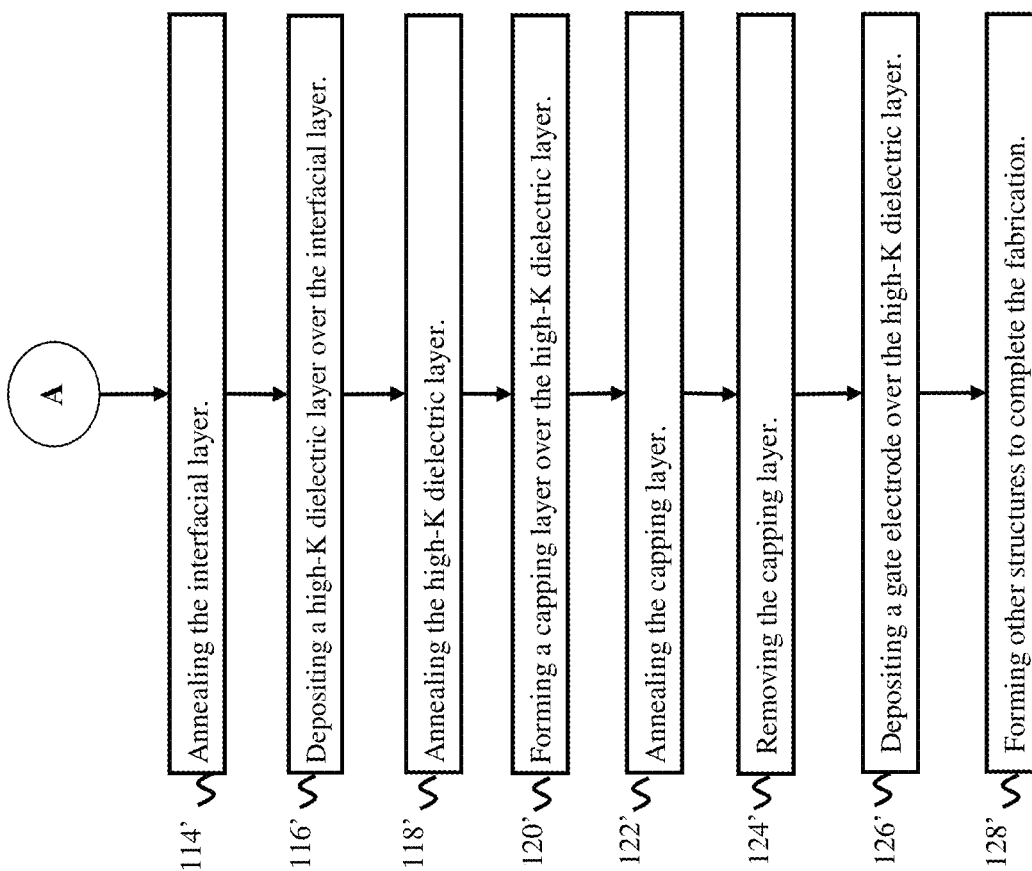 A
114’ Annealing the interfacial layer.
116’ Depositing a high-K dielectric layer over the interfacial layer.
118’ Annealing the high-K dielectric layer.
120’ Forming a capping layer over the high-K dielectric layer.
122’ Annealing the capping layer.
124’ Removing the capping layer.
126’ Depositing a gate electrode over the high-K dielectric layer.
128’ Forming other structures to complete the fabrication.